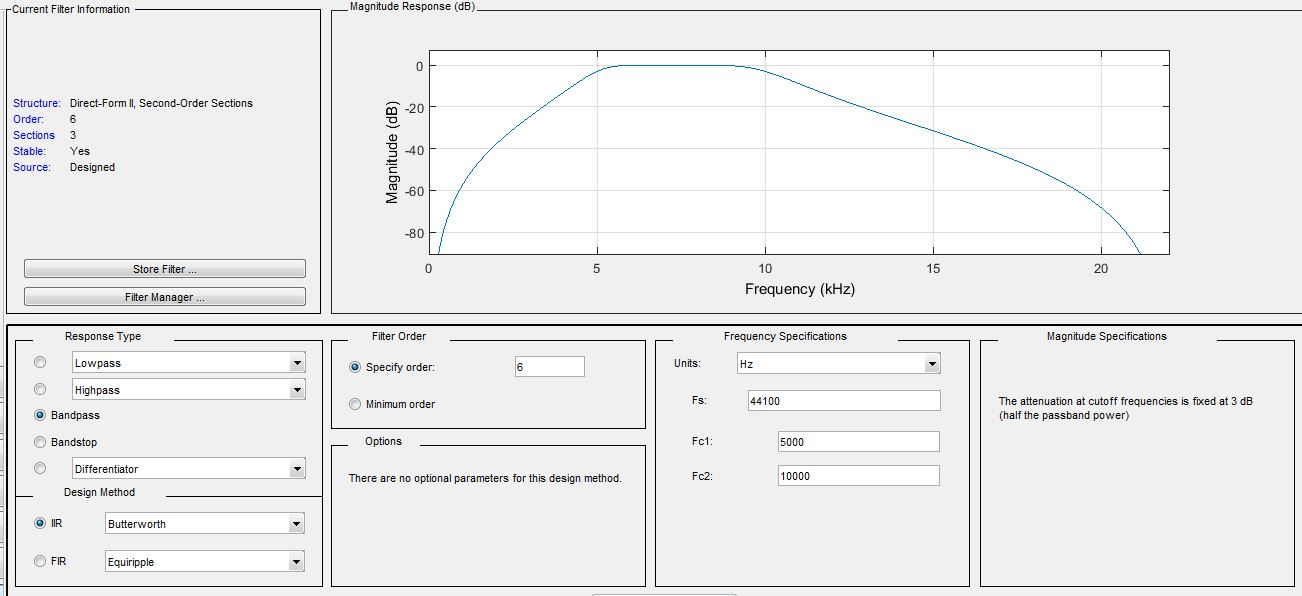 Current Filter Information
Structure: Direct-Form II, Second-Order Sections
Order: 6
Sections 3
Stable: Yes
Source: Designed
Store Filter ...
Filter Manager ...
Magnitude Response (dB)
Magnitude (dB)
0
-20
-40
-60
-80
0 5 10 15 20
Frequency (kHz)
Response Type
Lowpass
Highpass
Bandpass
Bandstop
Differentiator
Design Method
IIR Butterworth
FIR Equiripple
Filter Order
Specify order: 6
Minimum order
Options
There are no optional parameters for this design method.
Frequency Specifications
Units: Hz
Fs: 44100
Fc1: 5000
Fc2: 10000
Magnitude Specifications
The attenuation at cutoff frequencies is fixed at 3 dB
(half the passband power)